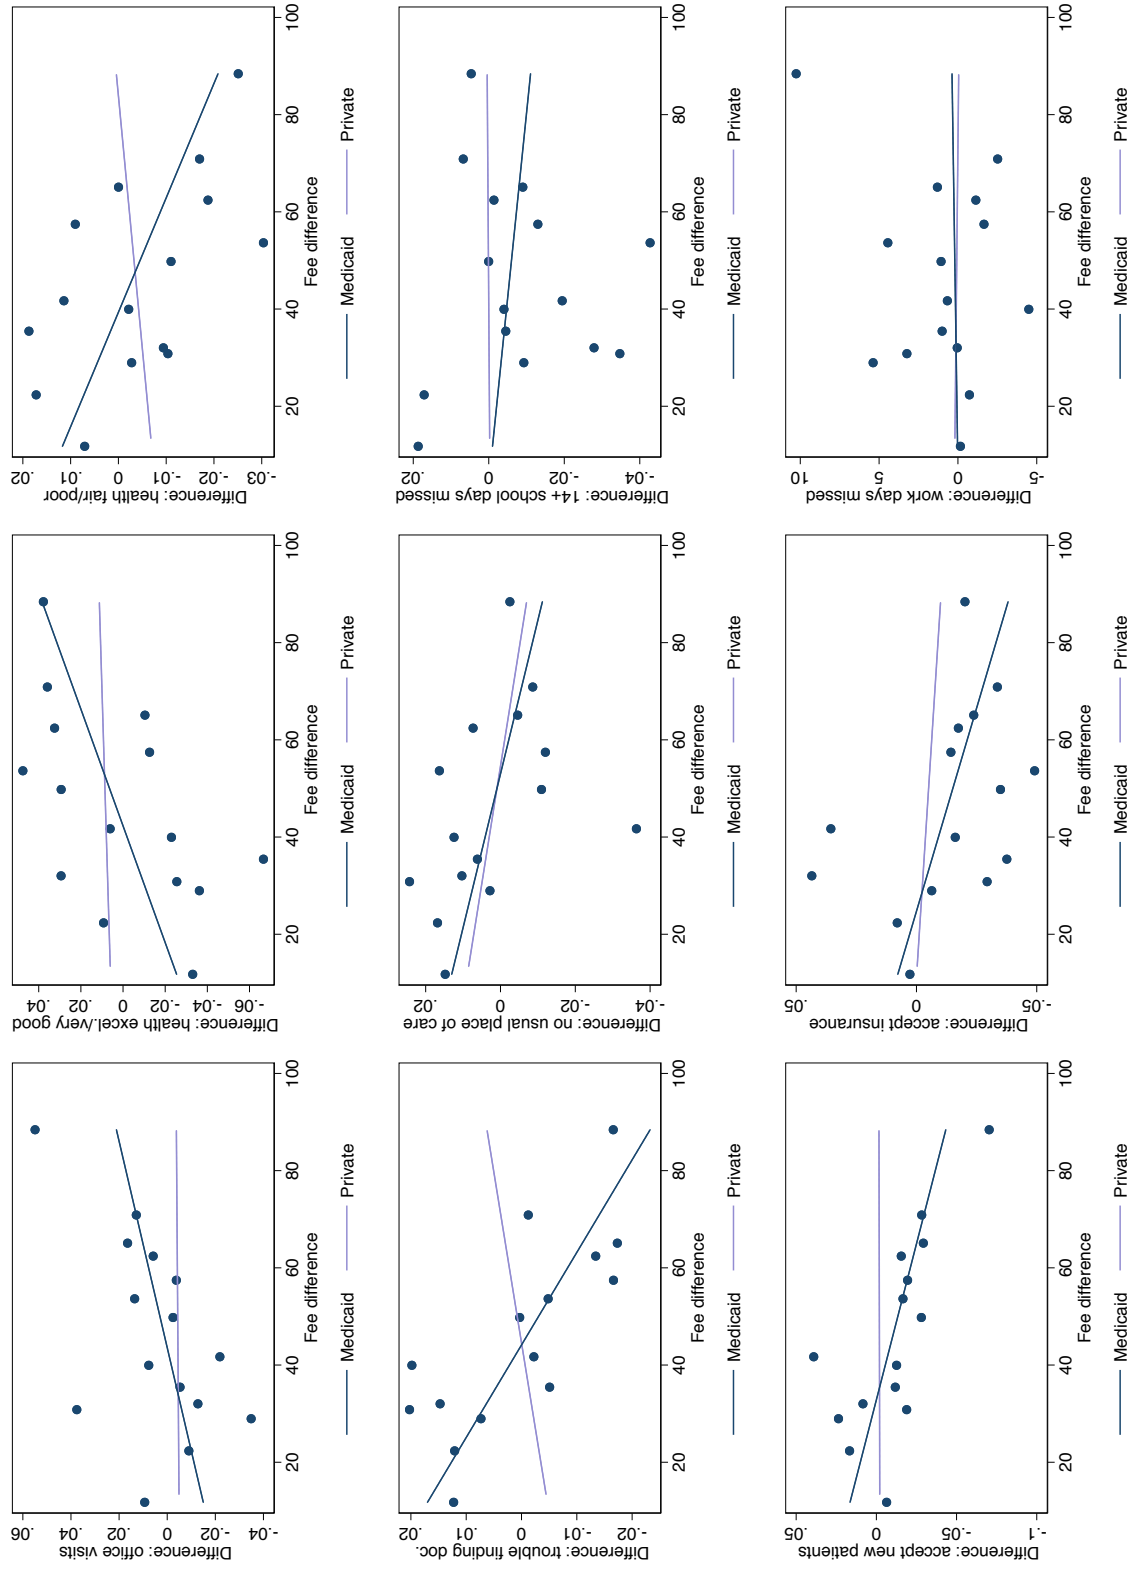 Difference: office visits
.06
.04
.02
0
-.02
-.04
20 40 60 80 100
Fee difference
Medicaid Private
Difference: health excel./very good
.04
.02
0
-.02
-.04
-.06
20 40 60 80 100
Fee difference
Medicaid Private
Difference: health fair/poor
.02
.01
0
-.01
-.02
-.03
20 40 60 80 100
Fee difference
Medicaid Private
Difference: trouble finding doc.
.02
.01
0
-.01
-.02
20 40 60 80 100
Fee difference
Medicaid Private
Difference: no usual place of care
.02
0
-.02
-.04
20 40 60 80 100
Fee difference
Medicaid Private
Difference: 14+ school days missed
.02
0
-.02
-.04
20 40 60 80 100
Fee difference
Medicaid Private
Difference: accept new patients
.05
0
-.05
-.1
20 40 60 80 100
Fee difference
Medicaid Private
Difference: accept insurance
.05
0
-.05
20 40 60 80 100
Fee difference
Medicaid Private
Difference: work days missed
10
5
0
-5
20 40 60 80 100
Fee difference
Medicaid Private